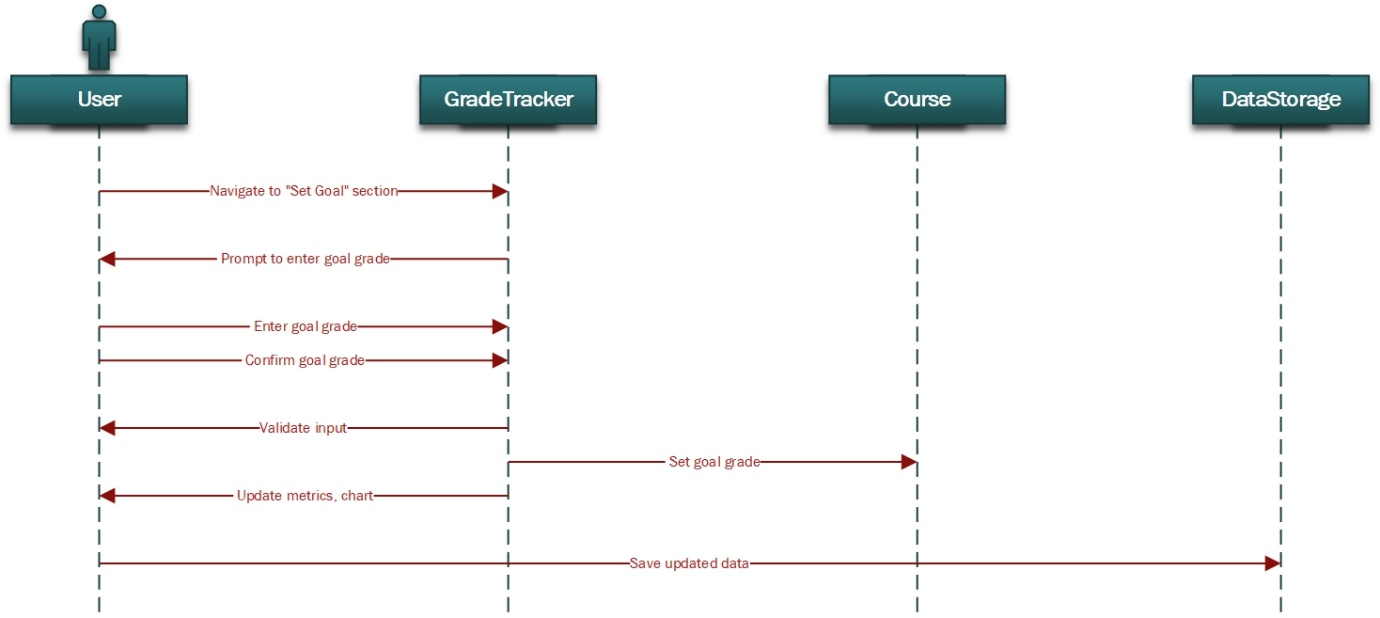 User
GradeTracker
Course
DataStorage
Navigate to "Set Goal" section
Prompt to enter goal grade
Enter goal grade
Confirm goal grade
Validate input
Set goal grade
Update metrics, chart
Save updated data